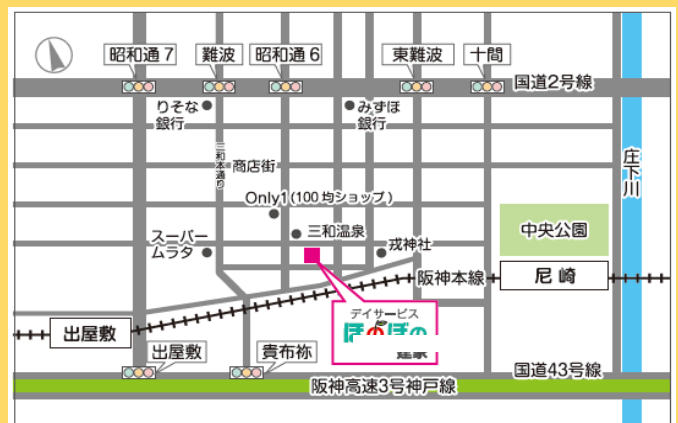 昭和通7
難波
昭和通6
東難波
十間
国道2号線
りそな
銀行
みずほ
銀行
三和本通り
商店街
庄下川
Only1(100均ショップ)
三和温泉
中央公園
スーパー
ムラタ
戎神社
阪神本線
尼崎
デイサービス
ほのぼの
出屋敷
出屋敷
貴布祢
国道43号線
阪神高速3号神戸線